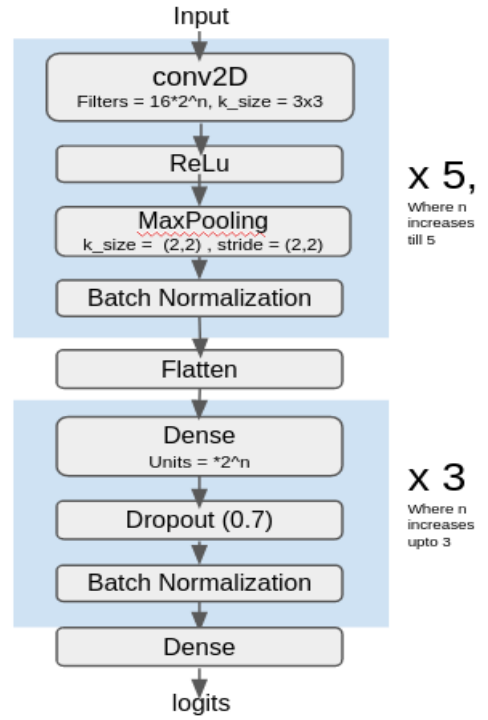 Input
conv2D
Filters = 16*2^n, k_size = 3x3
ReLu
MaxPooling
k_size =  (2,2) , stride = (2,2)
Batch Normalization
x 5,
Where n
increases
till 5
Flatten
Dense
Units = *2^n
Dropout (0.7)
Batch Normalization
x 3
Where n
increases
upto 3
Dense
logits